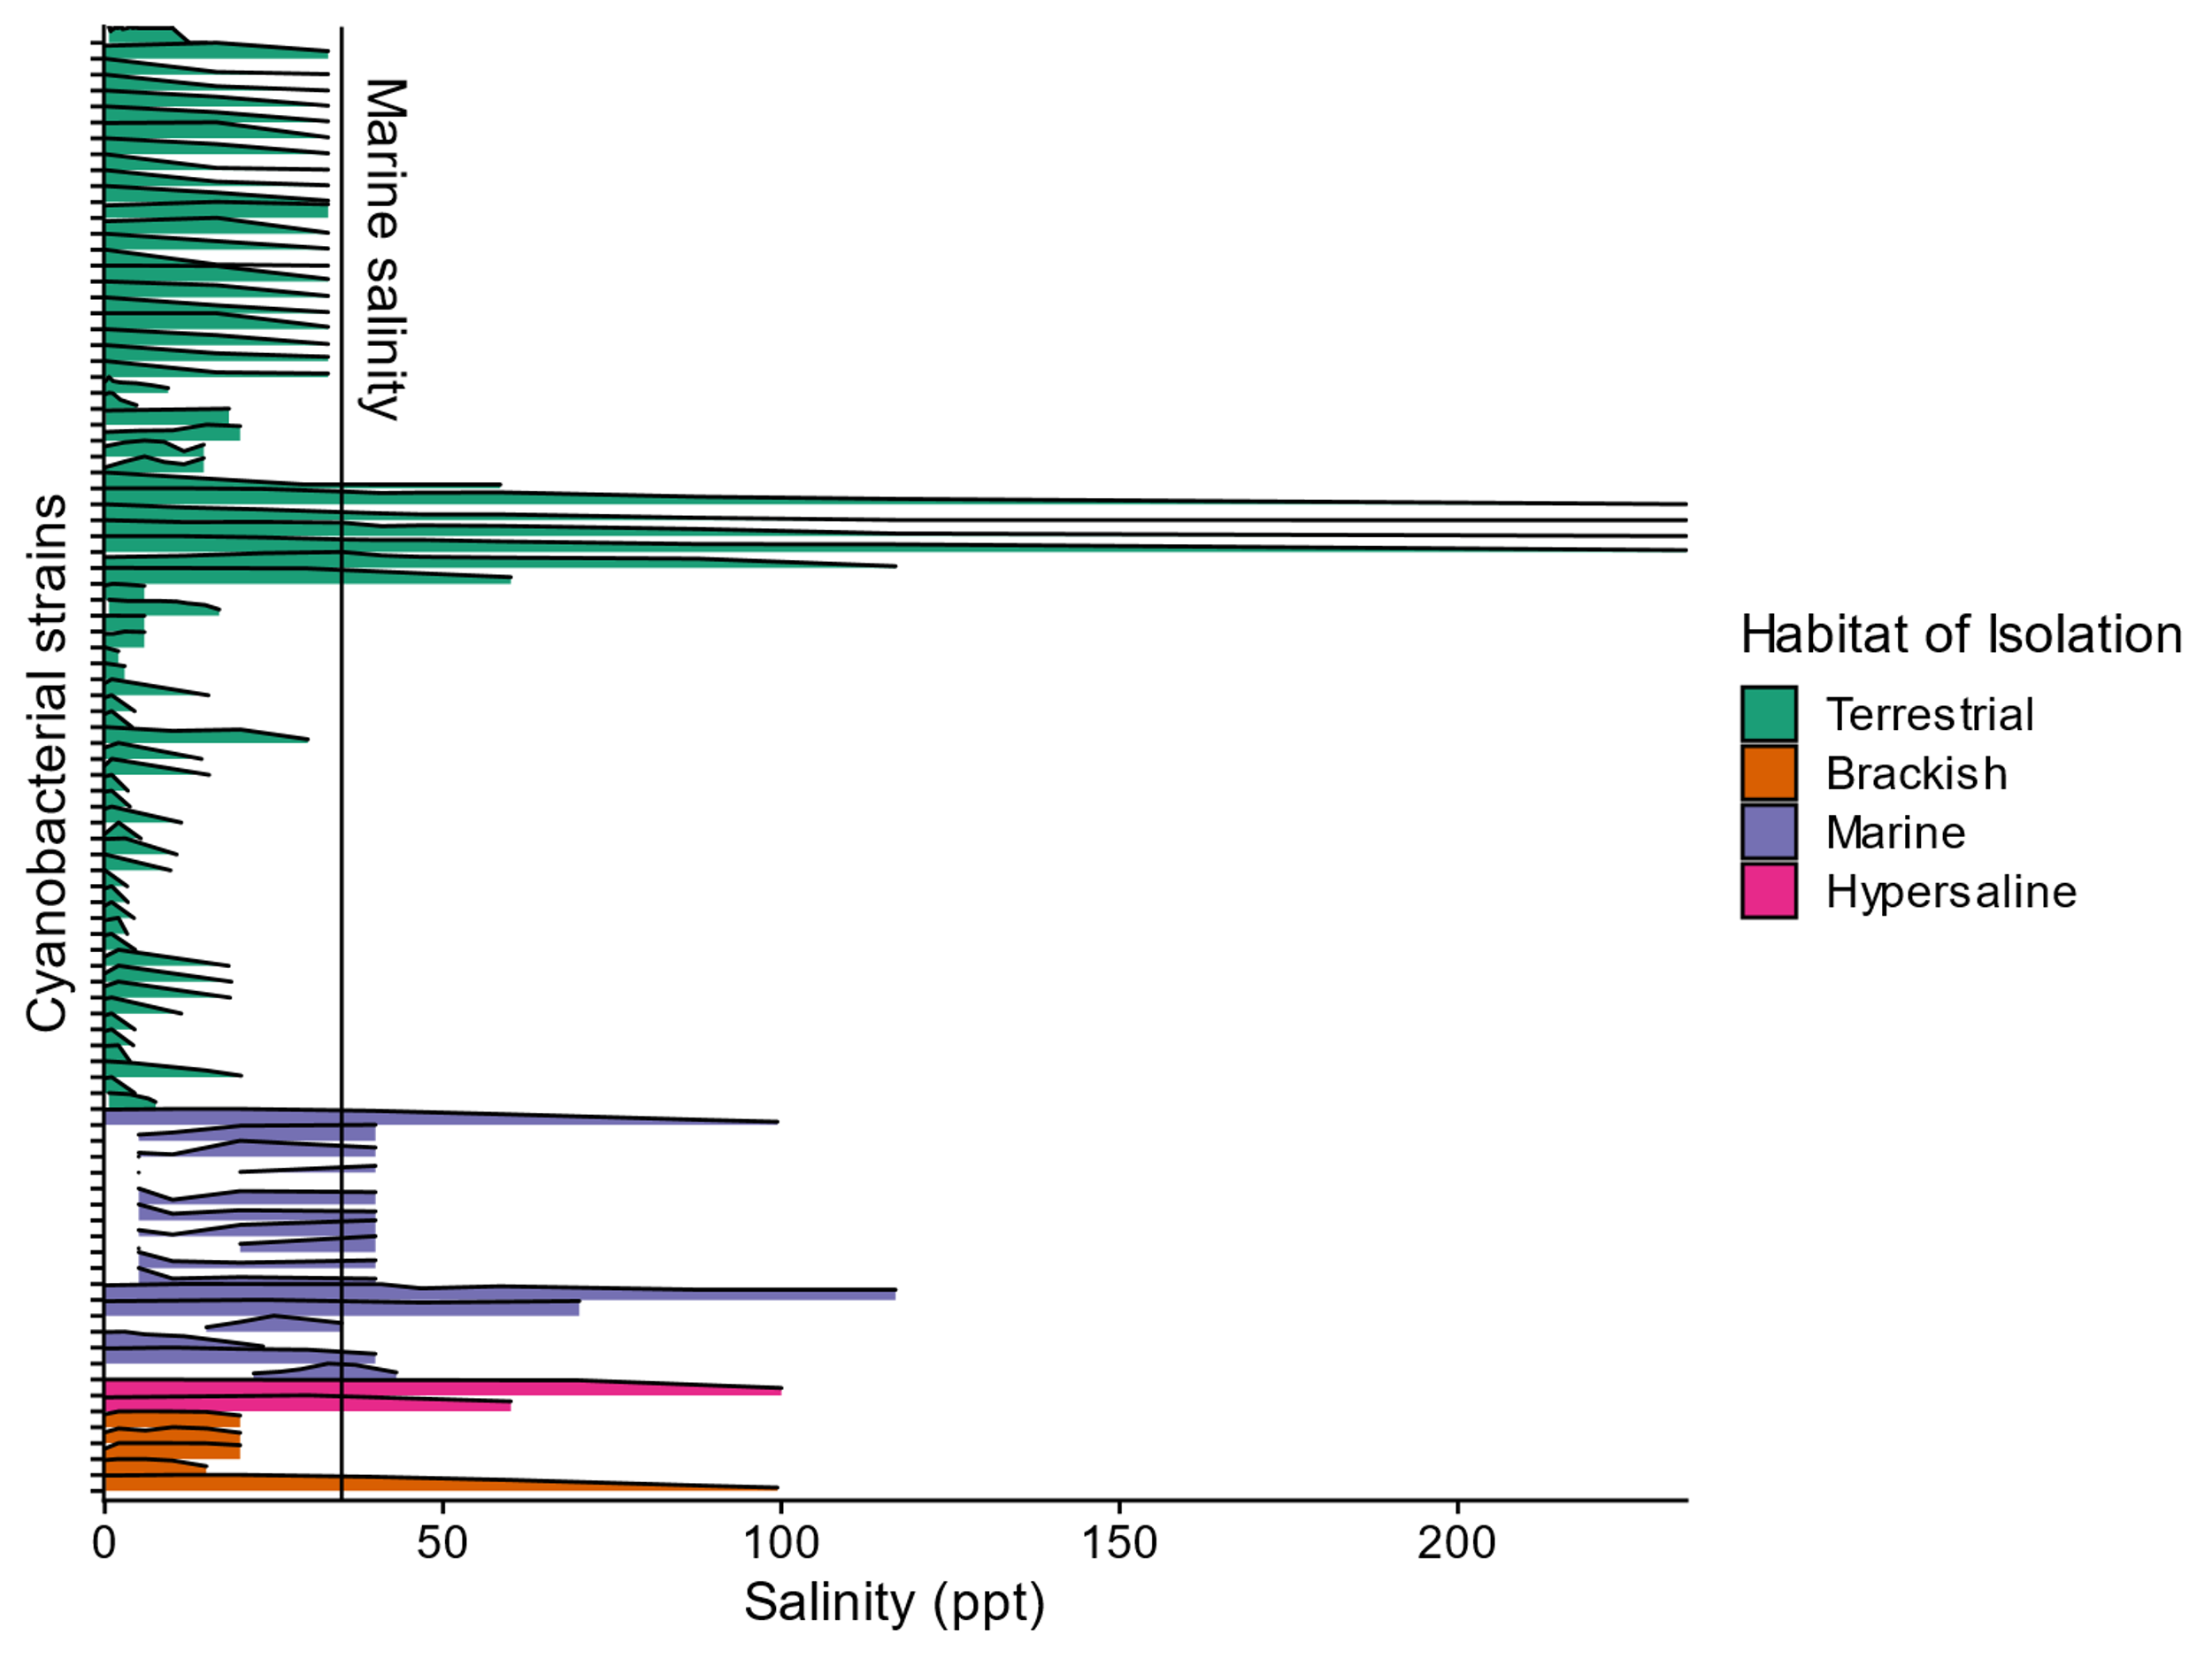 Marine salinity
Cyanobacterial strains
Habitat of Isolation
Terrestrial
Brackish
Marine
Hypersaline
0 50 100 150 200
Salinity (ppt)